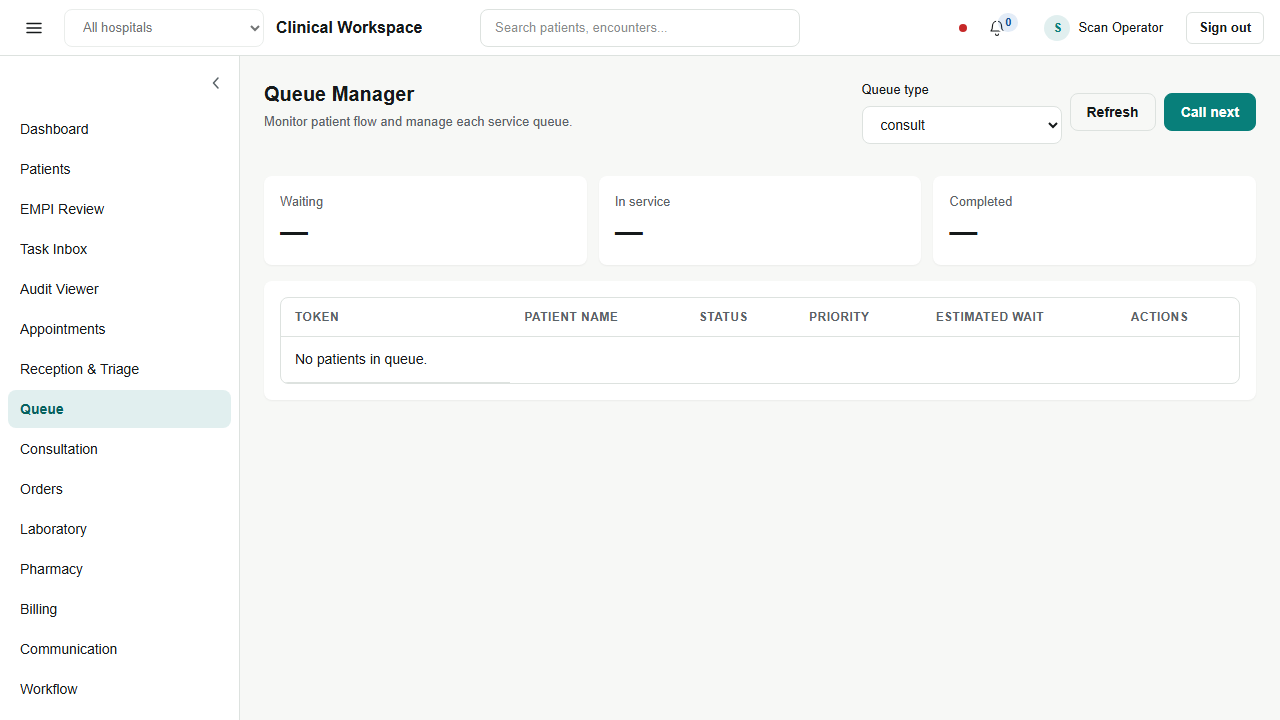 All hospitals
Clinical Workspace
Search patients, encounters...
0
S
Scan Operator
Sign out
Dashboard
Patients
EMPI Review
Task Inbox
Audit Viewer
Appointments
Reception & Triage
Queue
Consultation
Orders
Laboratory
Pharmacy
Billing
Communication
Workflow
Queue Manager
Monitor patient flow and manage each service queue.
Queue type
consult
Refresh
Call next
Waiting
—
In service
—
Completed
—
TOKEN PATIENT NAME STATUS PRIORITY ESTIMATED WAIT ACTIONS
No patients in queue.